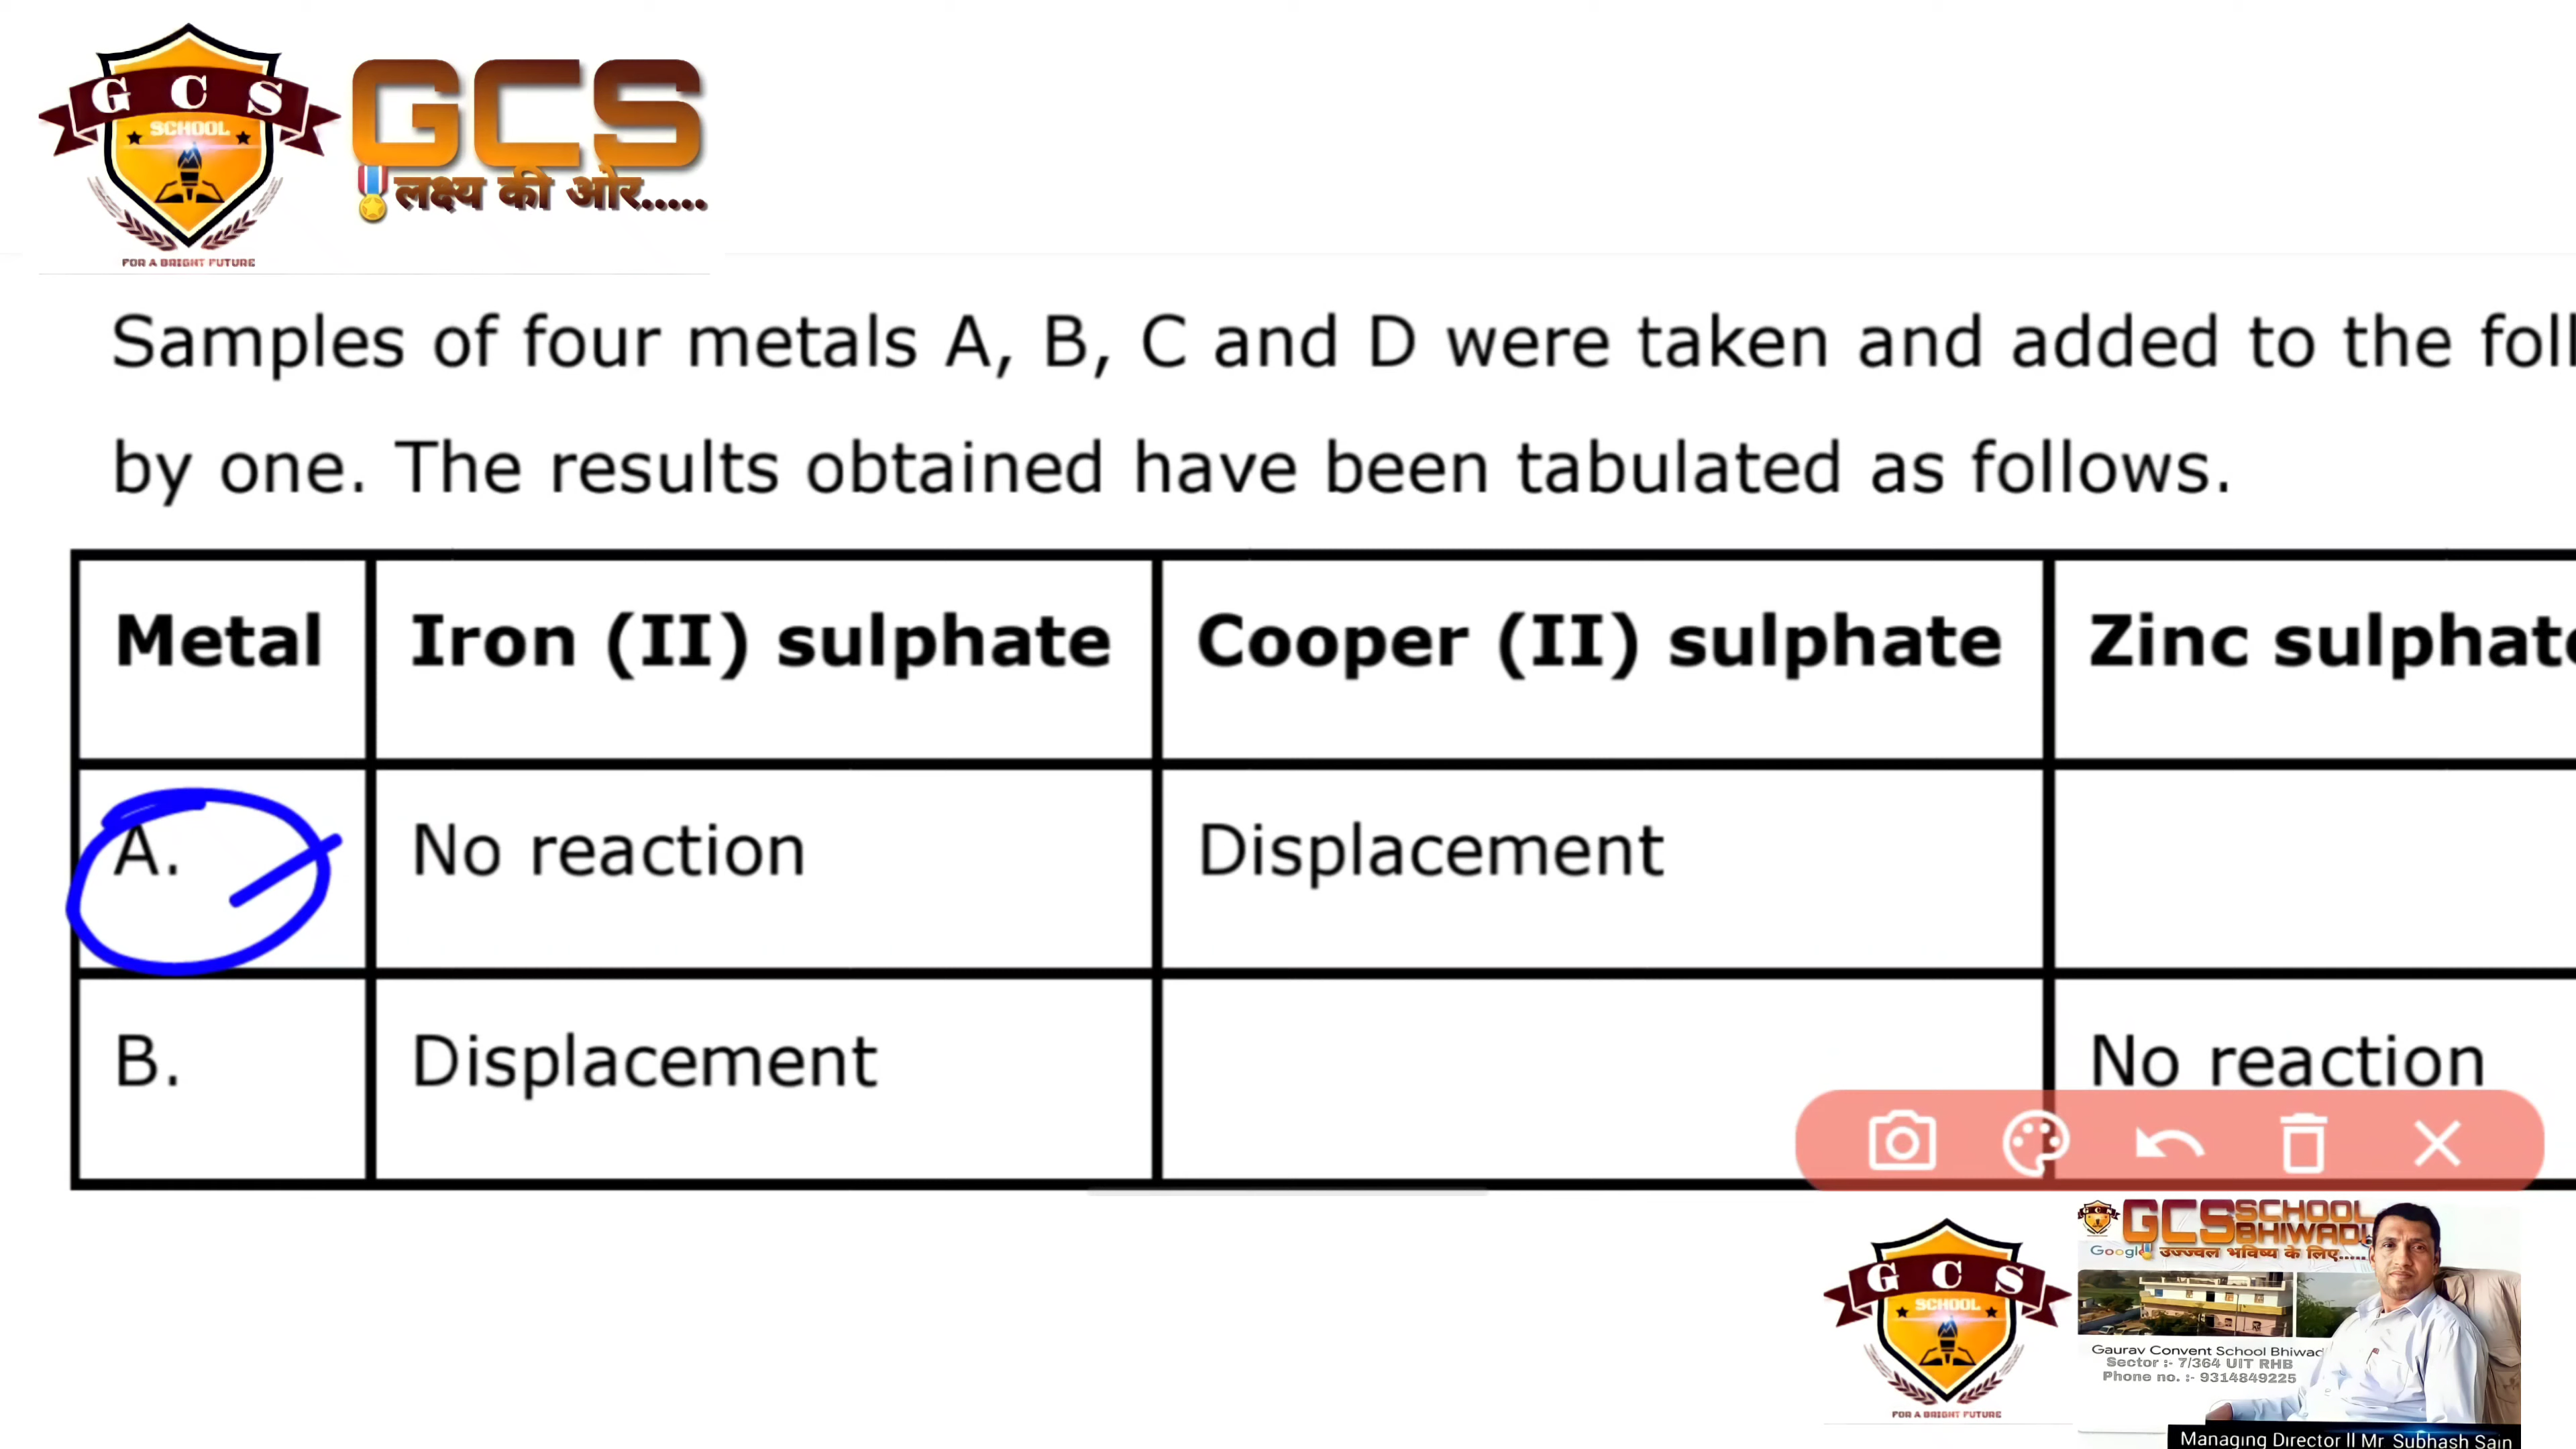 G C S
SCHOOL
FOR A BRIGHT FUTURE
GCS
लक्ष्य की ओर.....
Samples of four metals A, B, C and D were taken and added to the foll
by one. The results obtained have been tabulated as follows.
Metal Iron (II) sulphate Cooper (II) sulphate Zinc sulphate
A. No reaction Displacement
B. Displacement No reaction
G C S
SCHOOL
FOR A BRIGHT FUTURE
GCS SCHOOL BHIWADI
Google उज्ज्वल भविष्य के लिए.....
Gaurav Convent School Bhiwad
Sector :- 7/364 UIT RHB
Phone no. :- 9314849225
Managing Director || Mr Subhash Sain